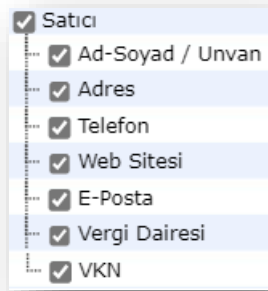 Satıcı
Ad-Soyad / Unvan
Adres
Telefon
Web Sitesi
E-Posta
Vergi Dairesi
VKN